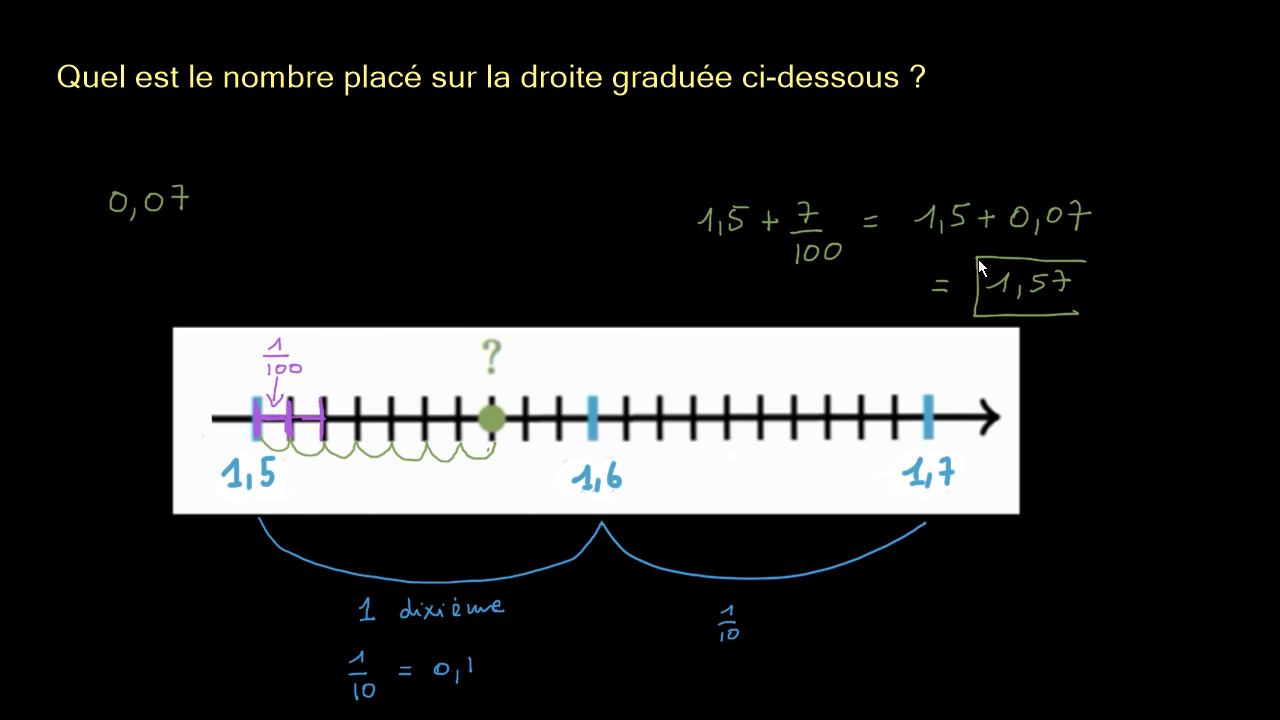 Quel est le nombre placé sur la droite graduée ci-dessous ?
0,07
1,5 + 7/100 = 1,5 + 0,07
= 1,57
1/100
?
1,5 1,6 1,7
1 dixième
1/10
1/10 = 0,1